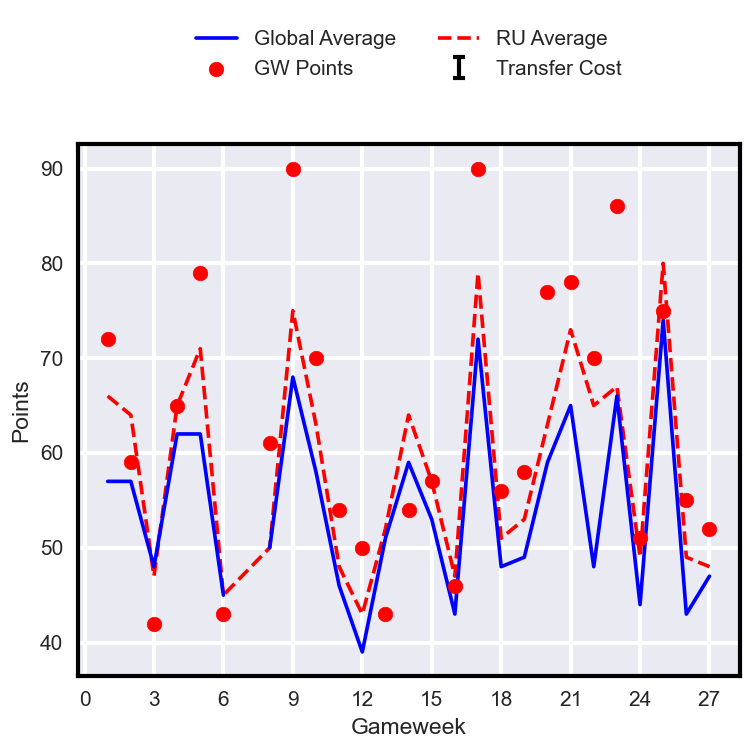 Global Average
RU Average
GW Points
Transfer Cost
90
80
70
60
50
40
Points
0 3 6 9 12 15 18 21 24 27
Gameweek